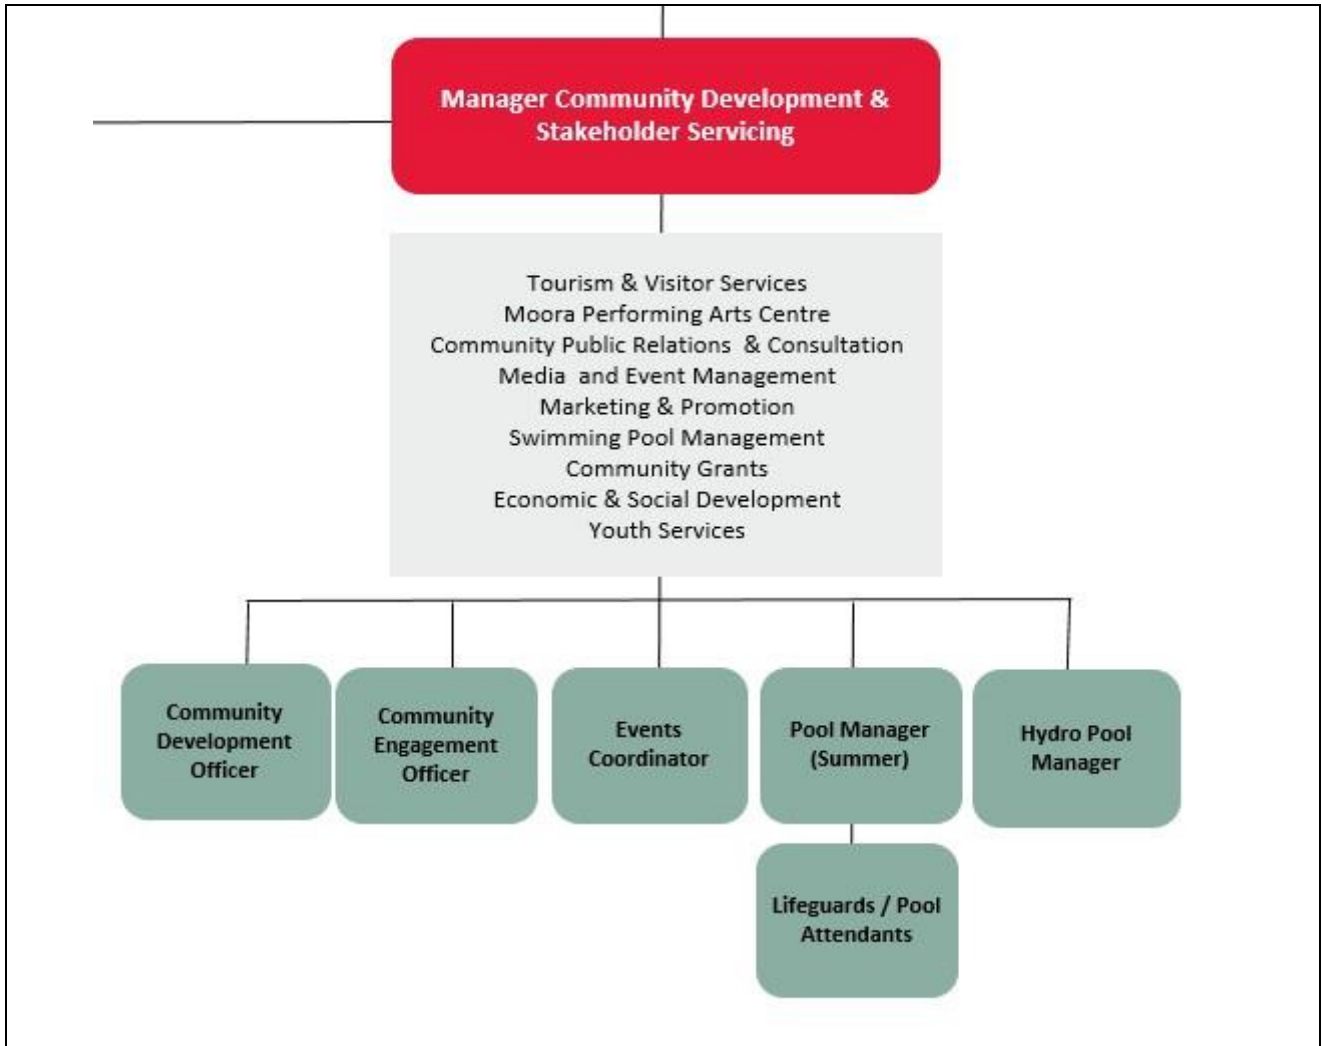 Manager Community Development &
Stakeholder Servicing
Tourism & Visitor Services
Moora Performing Arts Centre
Community Public Relations  & Consultation
Media  and Event Management
Marketing & Promotion
Swimming Pool Management
Community Grants
Economic & Social Development
Youth Services
Community
Development
Officer
Community
Engagement
Officer
Events
Coordinator
Pool Manager
(Summer)
Hydro Pool
Manager
Lifeguards / Pool
Attendants